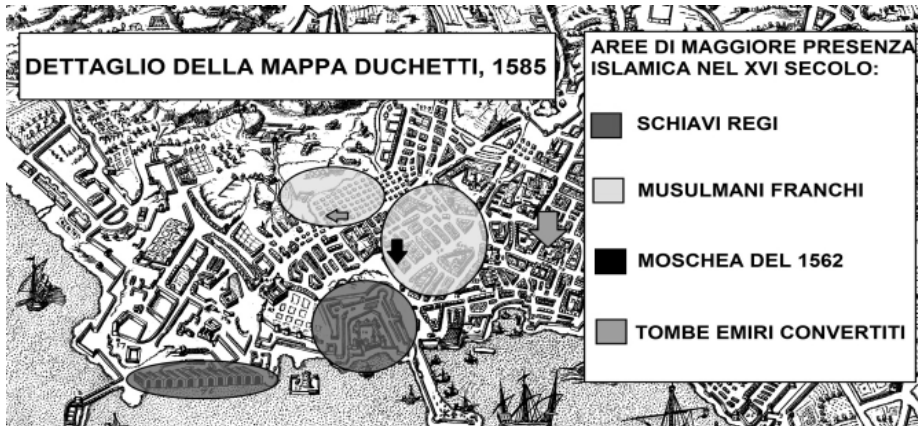 DETTAGLIO DELLA MAPPA DUCHETTI, 1585
AREE DI MAGGIORE PRESENZA
ISLAMICA NEL XVI SECOLO:
SCHIAVI REGI
MUSULMANI FRANCHI
MOSCHEA DEL 1562
TOMBE EMIRI CONVERTITI